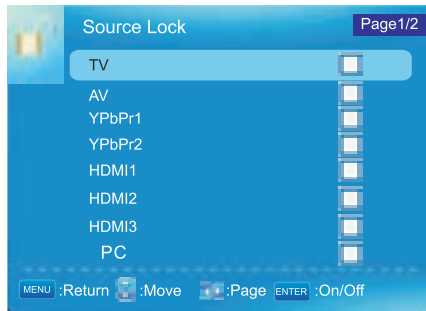 Source Lock
Page1/2
TV
AV
YPbPr1
YPbPr2
HDMI1
HDMI2
HDMI3
PC
MENU :Return :Move :Page ENTER :On/Off